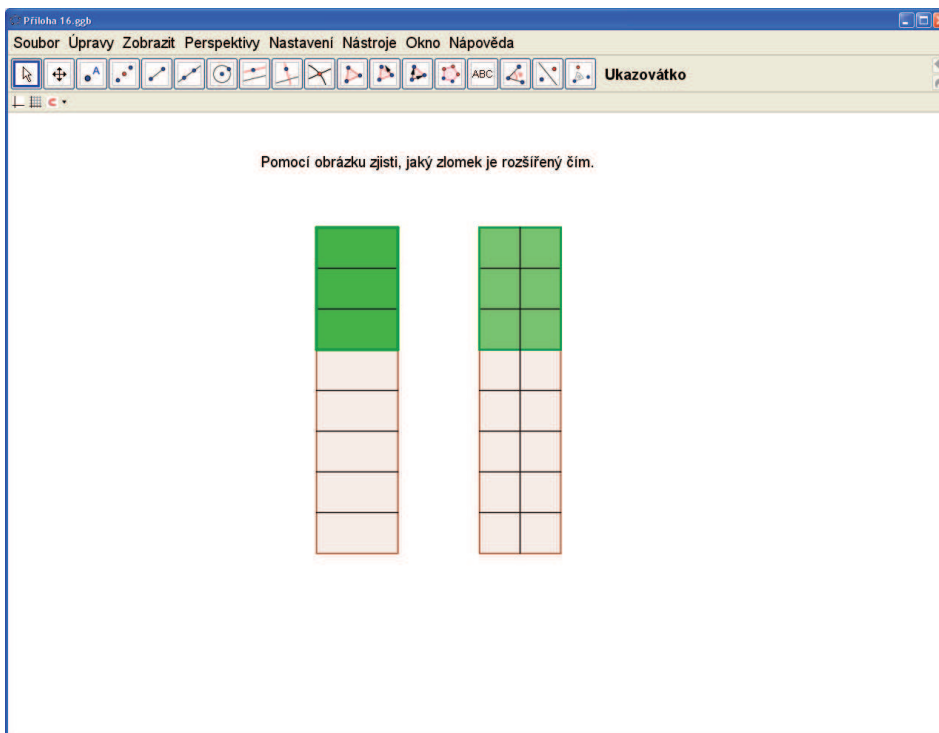 Příloha 16.ggb
Soubor Úpravy Zobrazit Perspektivy Nastavení Nástroje Okno Nápověda
A ABC Ukazovátko
Pomocí obrázku zjisti, jaký zlomek je rozšířený čím.